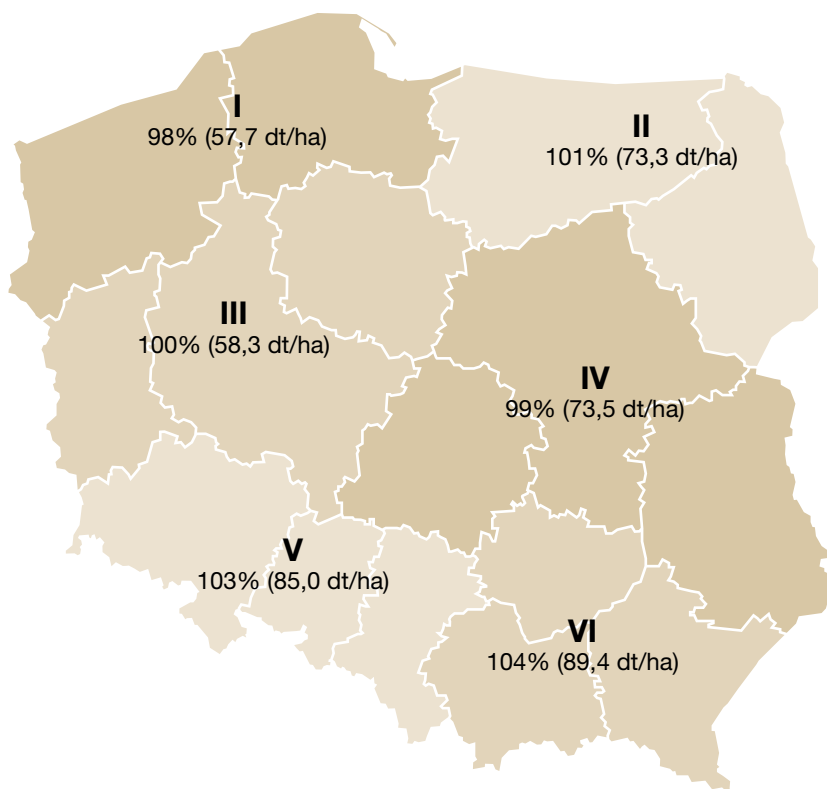 I
98% (57,7 dt/ha)
II
101% (73,3 dt/ha)
III
100% (58,3 dt/ha)
IV
99% (73,5 dt/ha)
V
103% (85,0 dt/ha)
VI
104% (89,4 dt/ha)